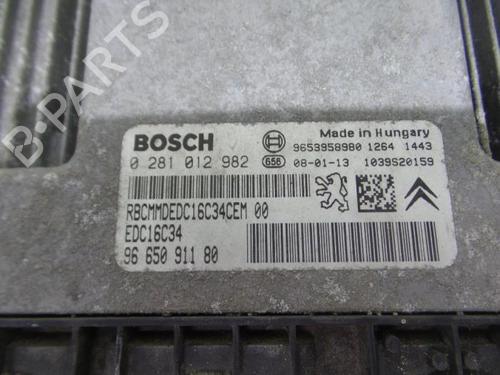 BOSCH
Made in Hungary
9653958980 1264 1443
0 281 012 982 656 08-01-13 1039S20159
RBCMMDEDC16C34CEM 00
EDC16C34
96 650 911 80
B-PARTS